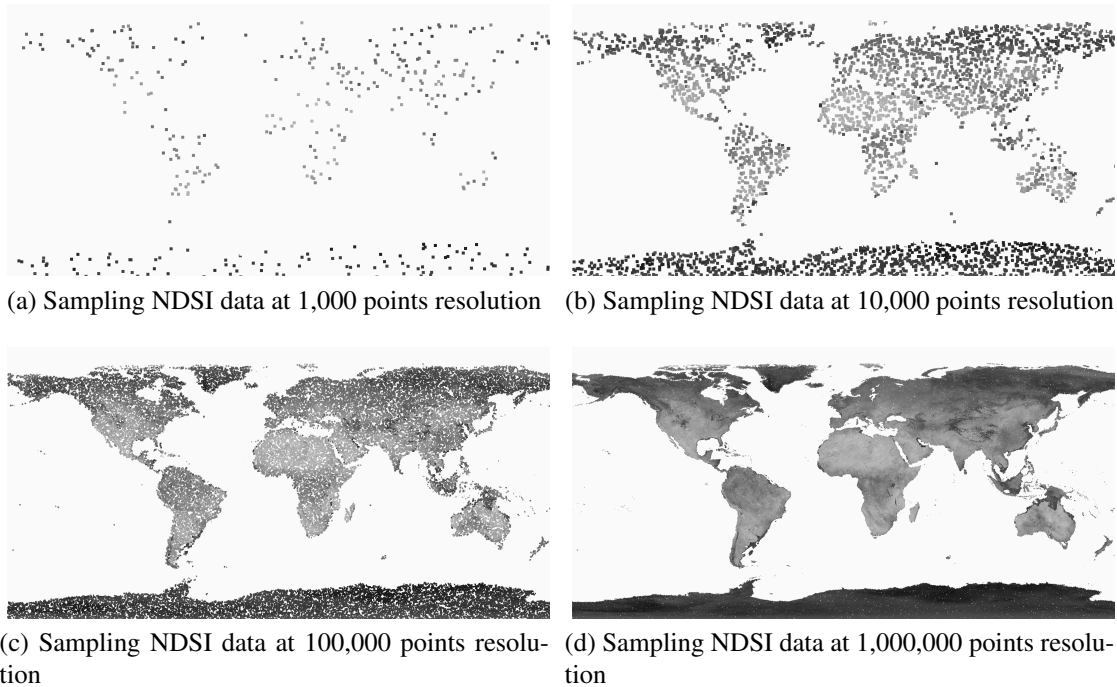 (a) Sampling NDSI data at 1,000 points resolution
(b) Sampling NDSI data at 10,000 points resolution
(c) Sampling NDSI data at 100,000 points resolu-
tion
(d) Sampling NDSI data at 1,000,000 points resolu-
tion